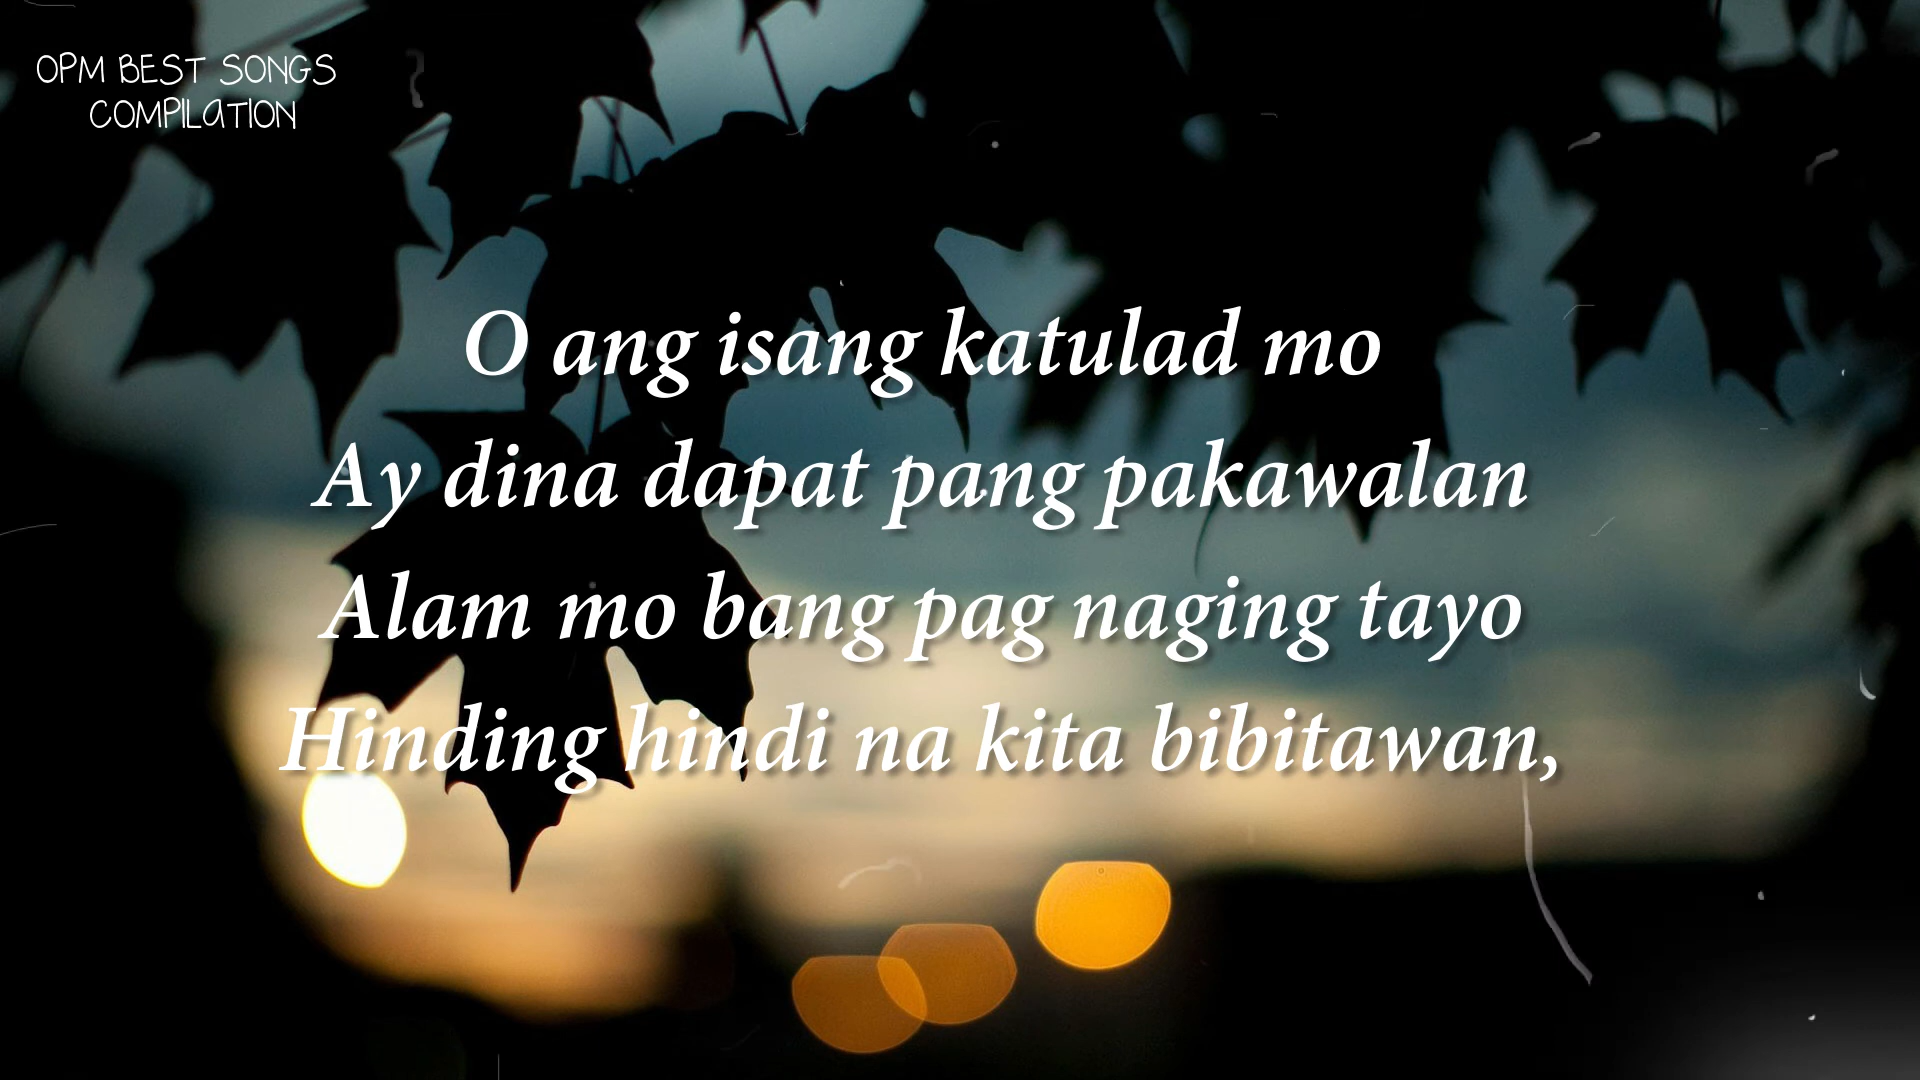 OPM BEST SONGS
COMPILATION
O ang isang katulad mo
Ay dina dapat pang pakawalan
Alam mo bang pag naging tayo
Hinding hindi na kita bibitawan,